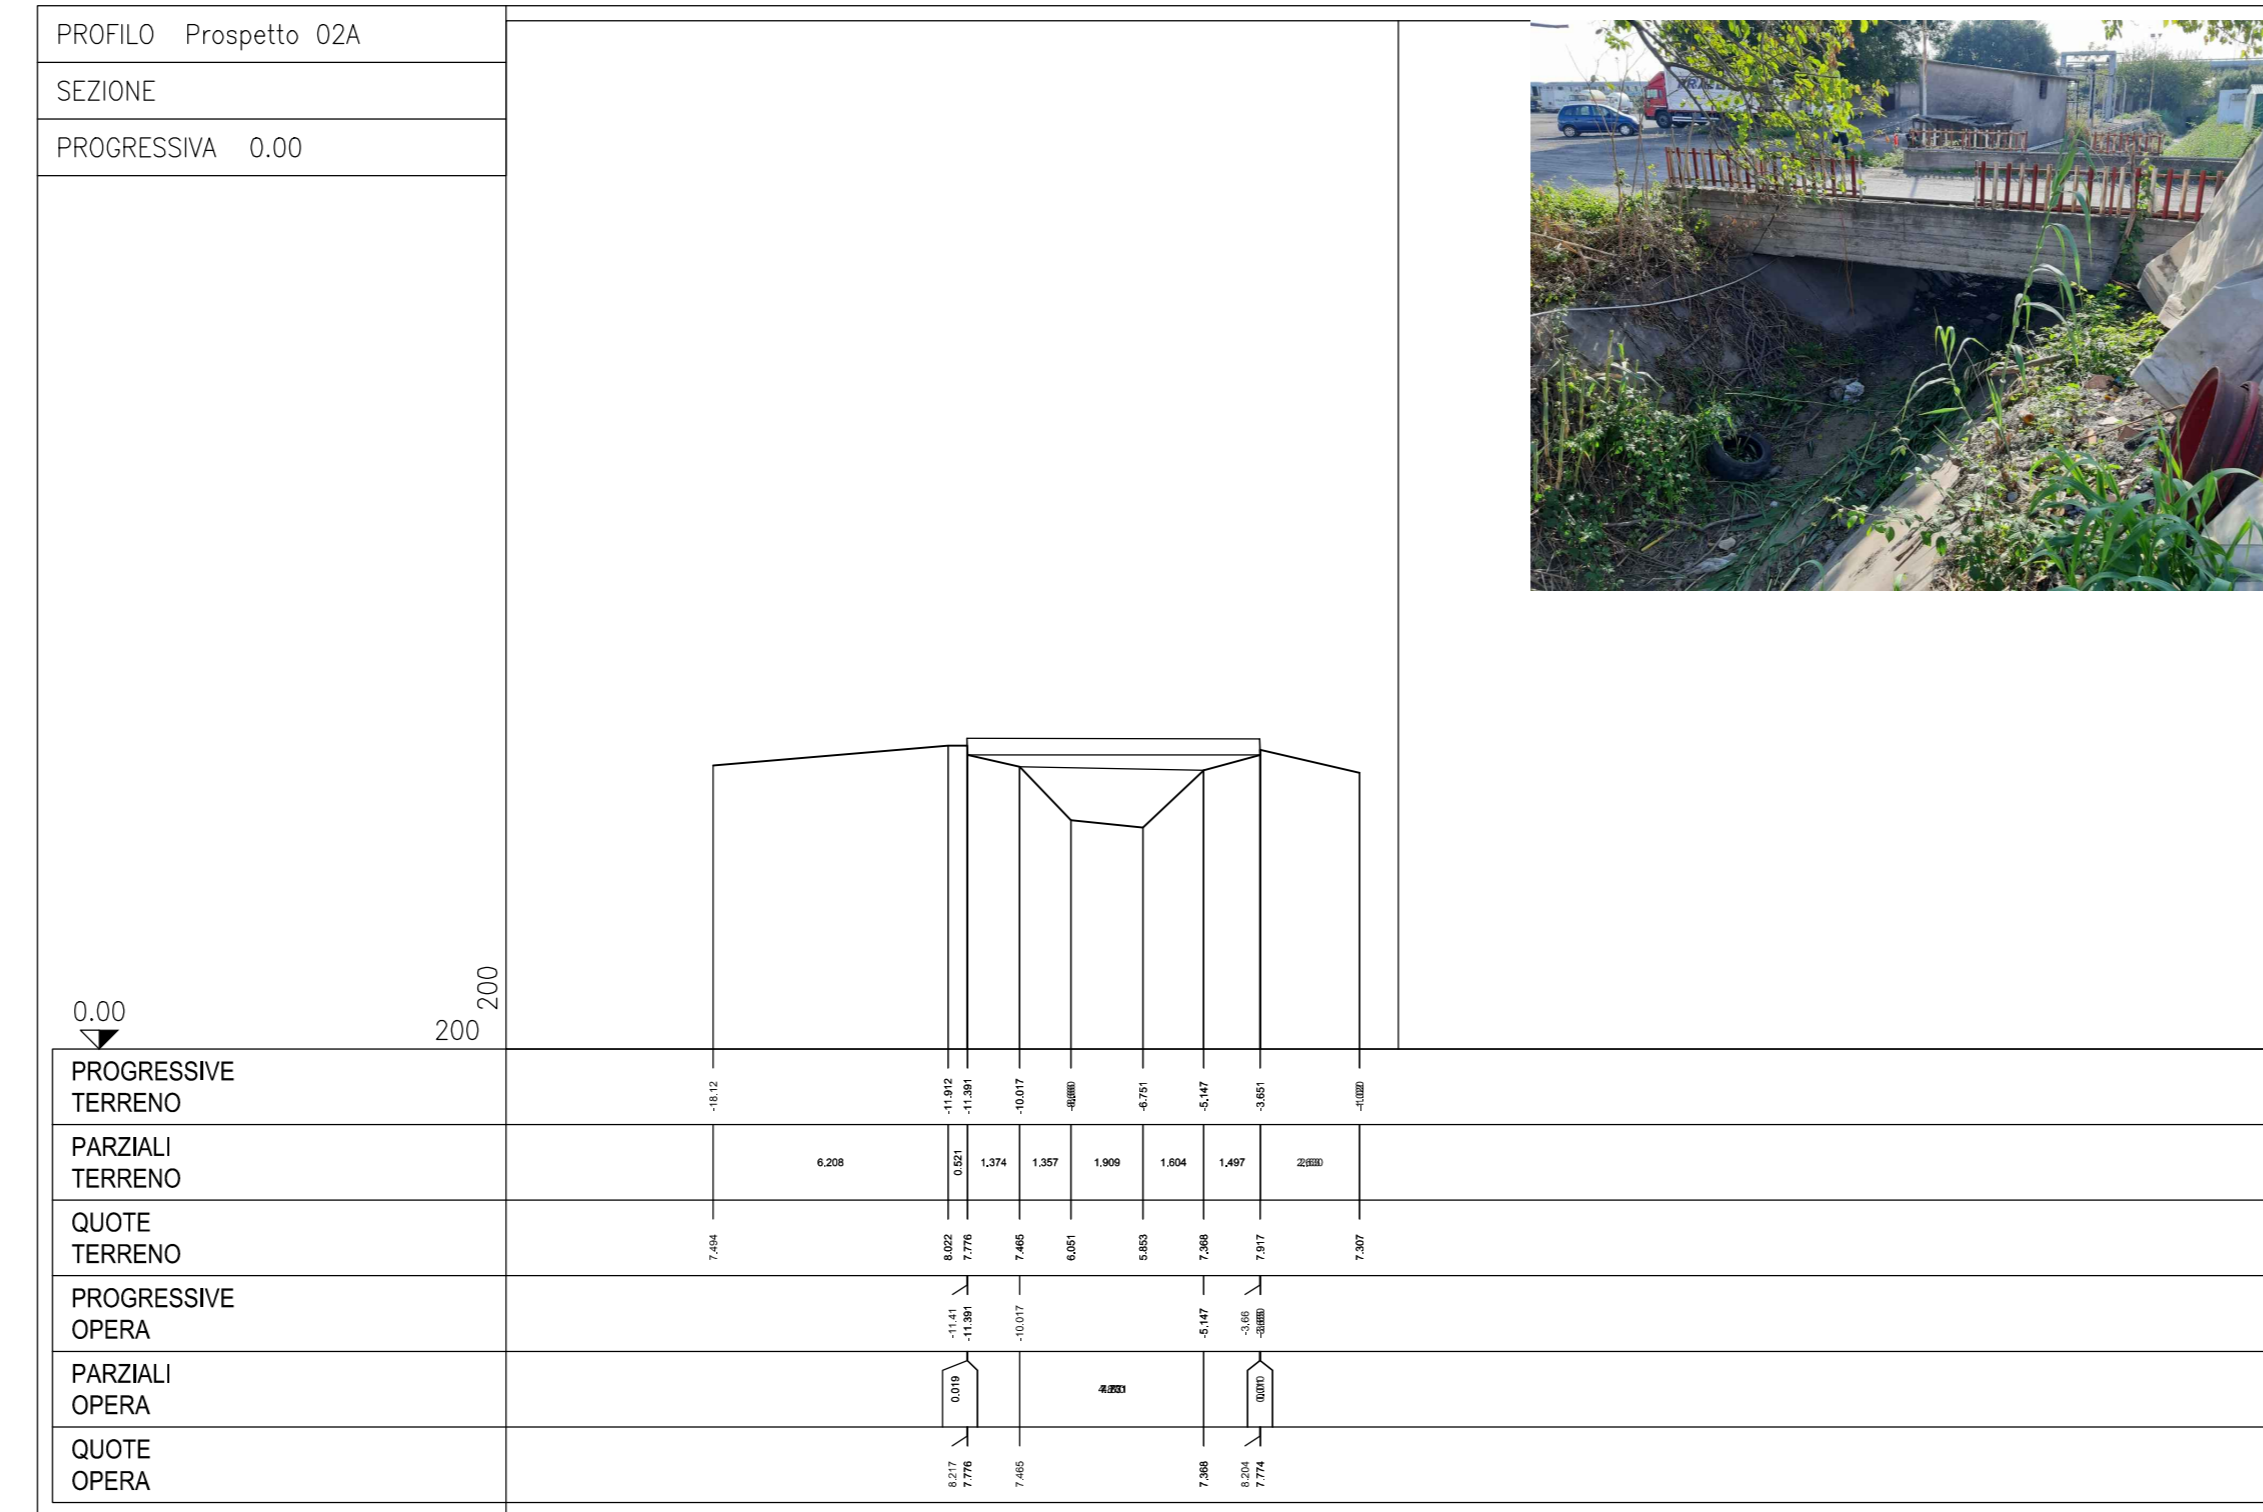 PROFILO Prospetto 02A
SEZIONE
PROGRESSIVA 0.00
200
0.00
200
PROGRESSIVE
TERRENO
-18.12 -11.912 -11.391 -10.017 -6.751 -5.147 -3.651
PARZIALI
TERRENO
6.208 0.521 1.374 1.357 1.909 1.604 1.497
QUOTE
TERRENO
7.494 8.022 7.776 7.465 6.051 5.853 7.368 7.917 7.307
PROGRESSIVE
OPERA
-11.41 -11.391 -10.017 -5.147 -3.66
PARZIALI
OPERA
0.019
QUOTE
OPERA
8.217 7.776 7.465 7.368 8.204 7.774